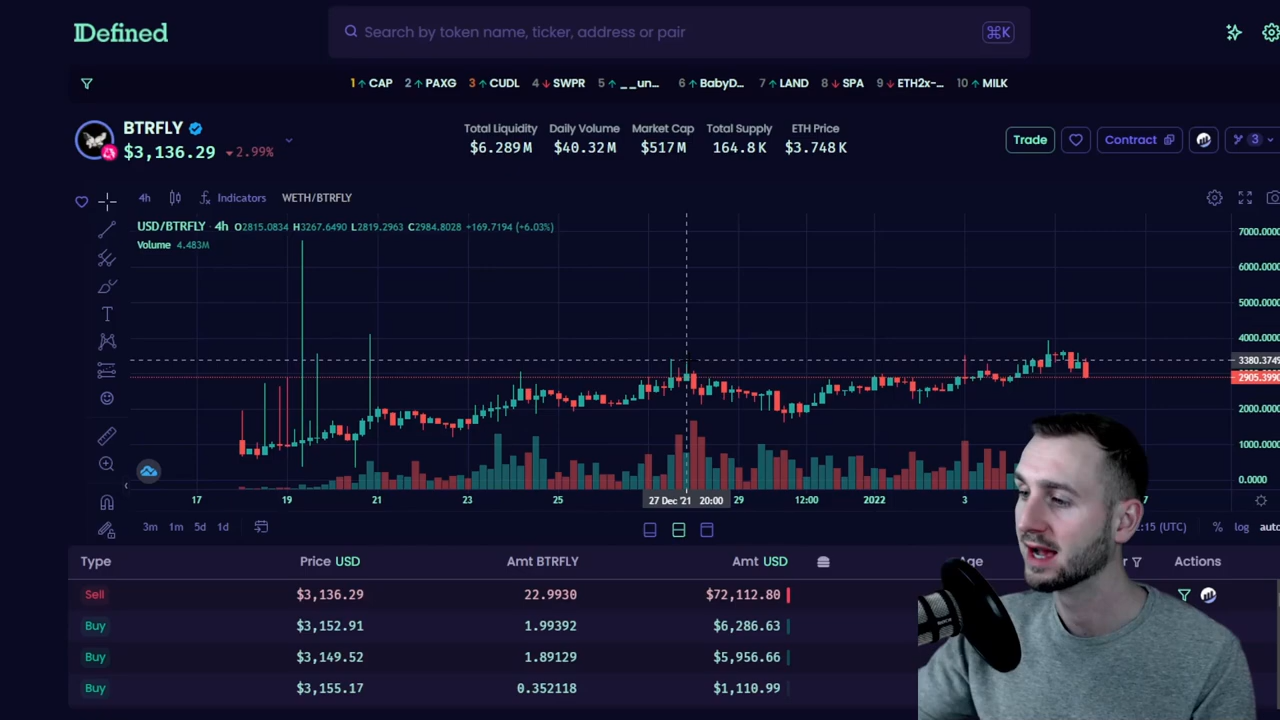 Defined
Search by token name, ticker, address or pair
⌘K
1 ↑ CAP 2 ↑ PAXG 3 ↑ CUDL 4 ↓ SWPR 5 ↑ __un... 6 ↑ BabyD... 7 ↑ LAND 8 ↓ SPA 9 ↓ ETH2x-... 10 ↑ MILK
BTRFLY
$3,136.29 ▾ 2.99%
Total Liquidity Daily Volume Market Cap Total Supply ETH Price
$6.289M $40.32M $517M 164.8K $3.748K
Trade Contract 3
4h Indicators WETH/BTRFLY
USD/BTRFLY · 4h O2815.0834 H3267.6490 L2819.2963 C2984.8028 +169.7194 (+6.03%)
Volume 4.483M
7000.0000
6000.0000
5000.0000
4000.0000
3380.3749
2905.3990
2000.0000
1000.0000
0.0000
17 19 21 23 25 27 Dec '21 20:00 29 12:00 2022 3 7
3m 1m 5d 1d
2:15 (UTC) % log auto
Type Price USD Amt BTRFLY Amt USD
Actions
Sell $3,136.29 22.9930 $72,112.80
Buy $3,152.91 1.99392 $6,286.63
Buy $3,149.52 1.89129 $5,956.66
Buy $3,155.17 0.352118 $1,110.99